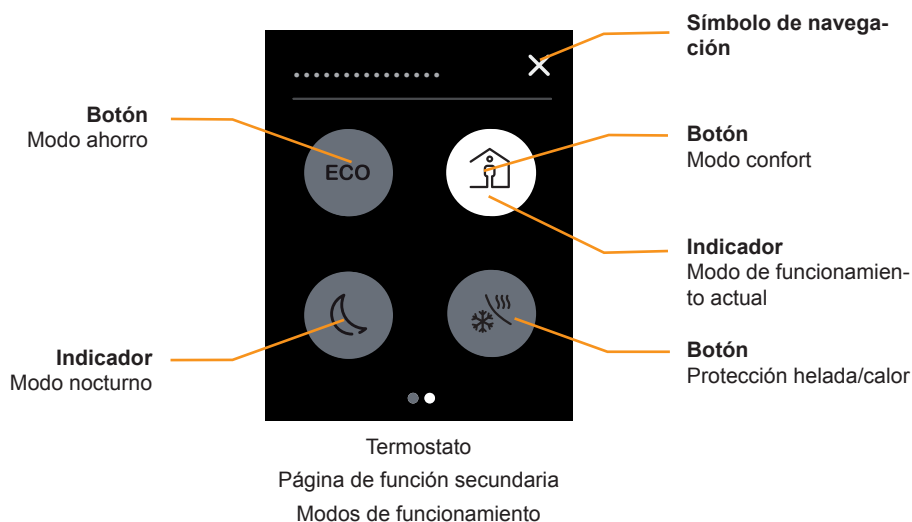 Símbolo de navega-
ción
Botón
Modo ahorro
ECO
Botón
Modo confort
Indicador
Modo de funcionamien-
to actual
Indicador
Modo nocturno
Botón
Protección helada/calor
Termostato
Página de función secundaria
Modos de funcionamiento